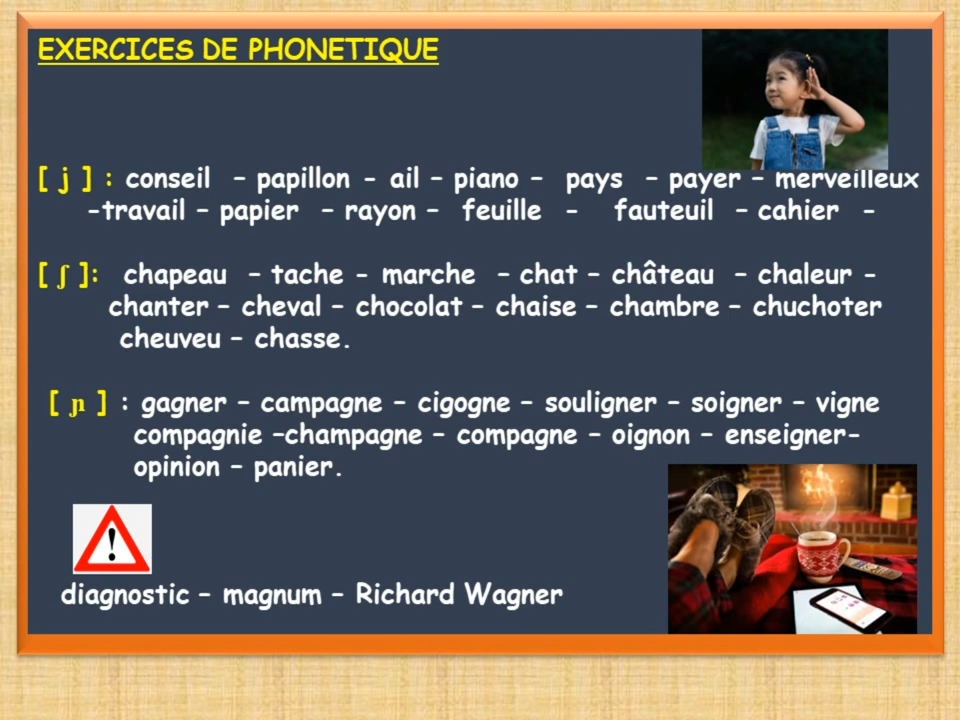 EXERCICES DE PHONETIQUE
[ j ] : conseil – papillon - ail – piano – pays – payer – merveilleux
-travail – papier – rayon – feuille - fauteuil – cahier -
[ ʃ ]: chapeau – tache - marche – chat – château – chaleur -
chanter – cheval – chocolat – chaise – chambre – chuchoter
cheuveu – chasse.
[ ɲ ] : gagner – campagne – cigogne – souligner – soigner – vigne
compagnie –champagne – compagne – oignon – enseigner-
opinion – panier.
!
diagnostic – magnum – Richard Wagner